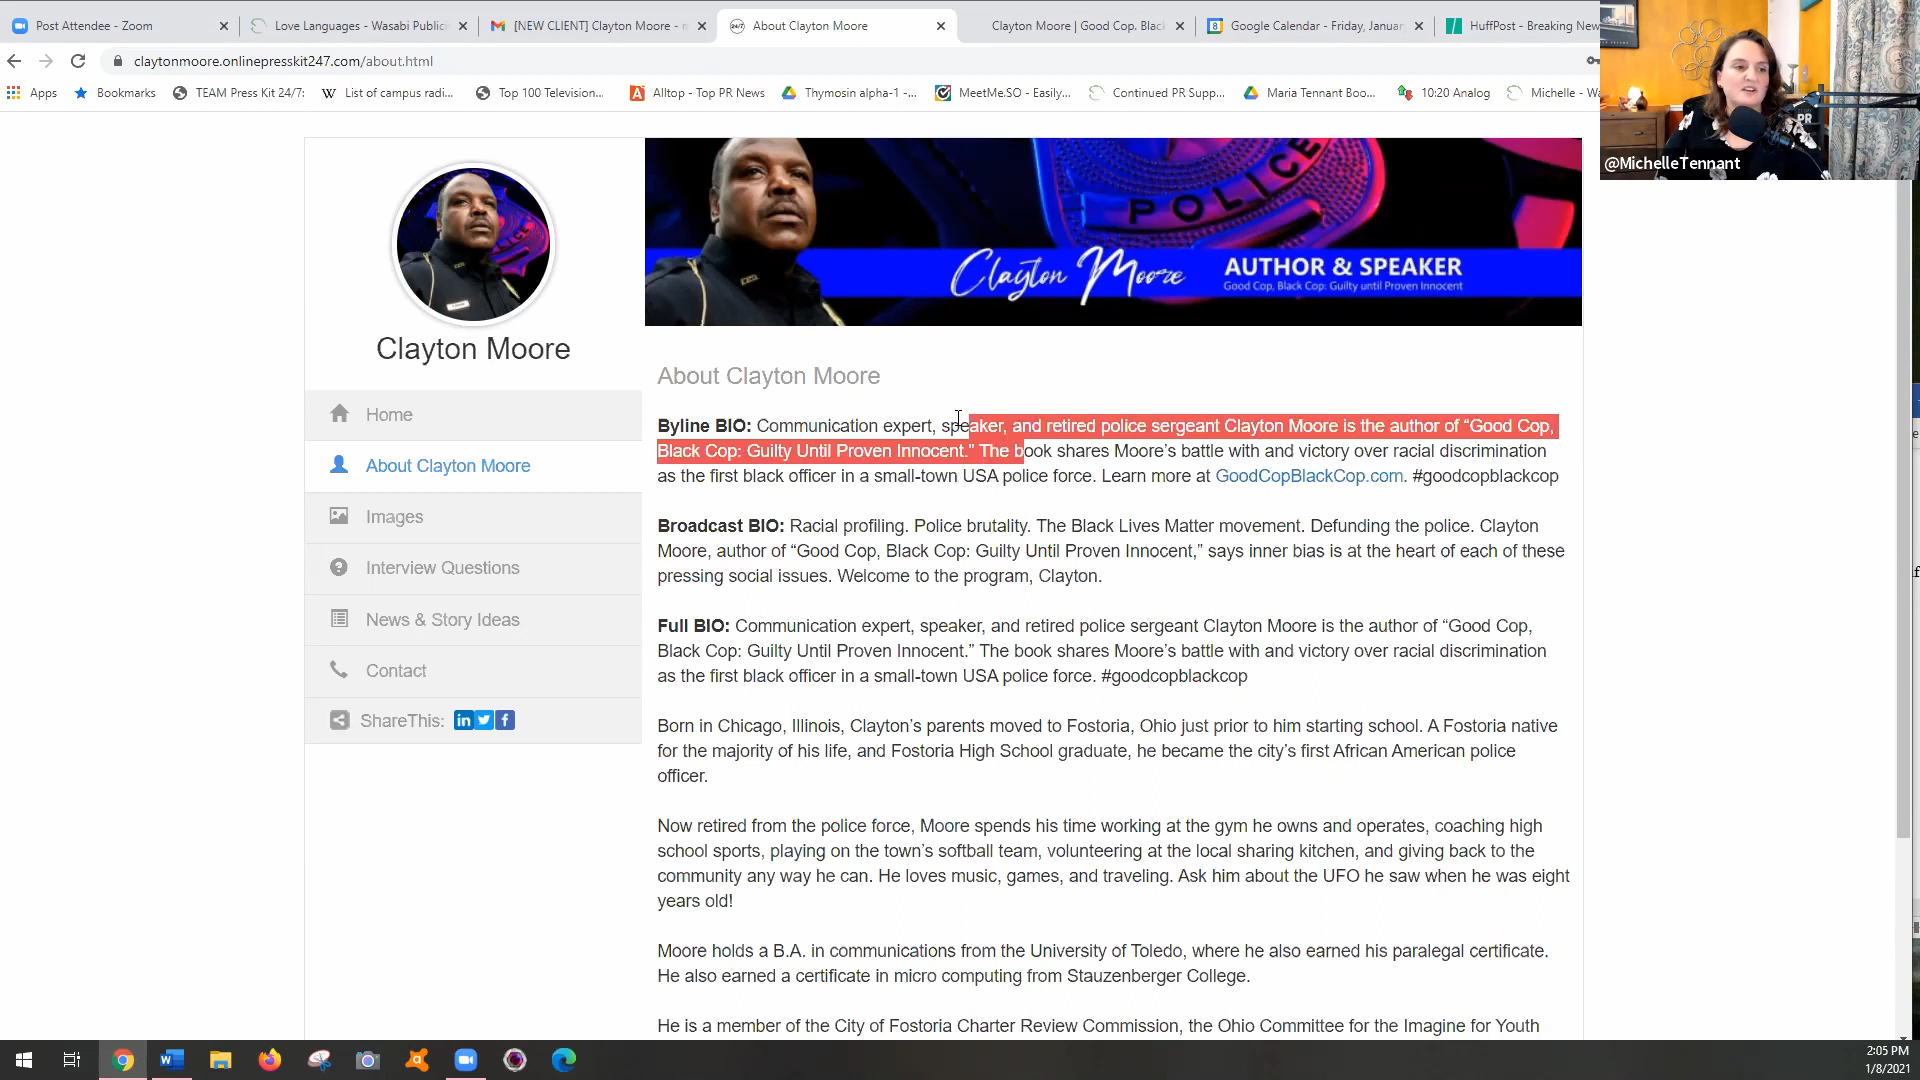 Post Attendee - Zoom
Love Languages - Wasabi Public
[NEW CLIENT] Clayton Moore -
About Clayton Moore
Clayton Moore | Good Cop. Black
Google Calendar - Friday, Januar
HuffPost - Breaking New
claytonmoore.onlinepresskit247.com/about.html
Apps
Bookmarks
TEAM Press Kit 24/7:
List of campus radi...
Top 100 Television...
Alltop - Top PR News
Thymosin alpha-1 -...
MeetMe.SO - Easily...
Continued PR Supp...
Maria Tennant Boo...
10:20 Analog
Michelle - Wa
PR
@MichelleTennant
POLICE
Clayton Moore
AUTHOR & SPEAKER
Good Cop, Black Cop: Guilty until Proven Innocent
Clayton Moore
Home
About Clayton Moore
Images
Interview Questions
News & Story Ideas
Contact
ShareThis:
About Clayton Moore
Byline BIO: Communication expert, speaker, and retired police sergeant Clayton Moore is the author of “Good Cop,
Black Cop: Guilty Until Proven Innocent.” The book shares Moore’s battle with and victory over racial discrimination
as the first black officer in a small-town USA police force. Learn more at GoodCopBlackCop.com. #goodcopblackcop
Broadcast BIO: Racial profiling. Police brutality. The Black Lives Matter movement. Defunding the police. Clayton
Moore, author of “Good Cop, Black Cop: Guilty Until Proven Innocent,” says inner bias is at the heart of each of these
pressing social issues. Welcome to the program, Clayton.
Full BIO: Communication expert, speaker, and retired police sergeant Clayton Moore is the author of “Good Cop,
Black Cop: Guilty Until Proven Innocent.” The book shares Moore’s battle with and victory over racial discrimination
as the first black officer in a small-town USA police force. #goodcopblackcop
Born in Chicago, Illinois, Clayton’s parents moved to Fostoria, Ohio just prior to him starting school. A Fostoria native
for the majority of his life, and Fostoria High School graduate, he became the city’s first African American police
officer.
Now retired from the police force, Moore spends his time working at the gym he owns and operates, coaching high
school sports, playing on the town’s softball team, volunteering at the local sharing kitchen, and giving back to the
community any way he can. He loves music, games, and traveling. Ask him about the UFO he saw when he was eight
years old!
Moore holds a B.A. in communications from the University of Toledo, where he also earned his paralegal certificate.
He also earned a certificate in micro computing from Stauzenberger College.
He is a member of the City of Fostoria Charter Review Commission, the Ohio Committee for the Imagine for Youth
2:05 PM
1/8/2021